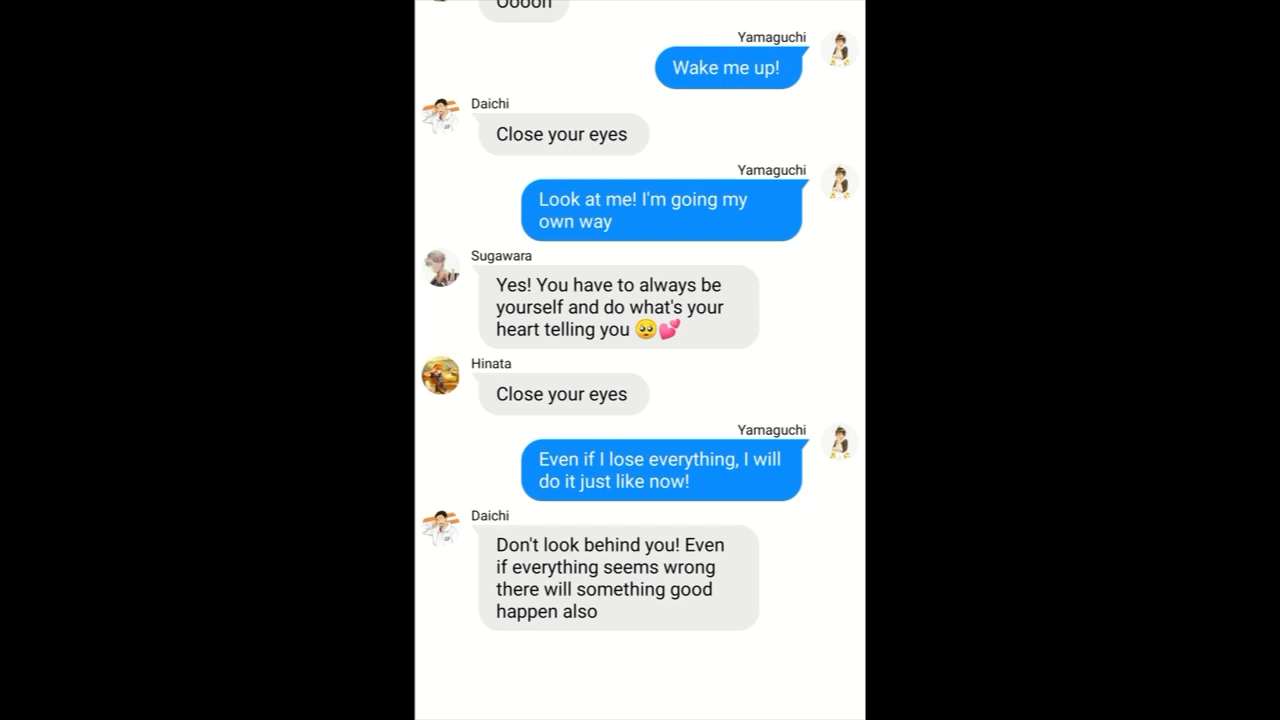 Ooooh
Yamaguchi
Wake me up!
Daichi
Close your eyes
Yamaguchi
Look at me! I'm going my
own way
Sugawara
Yes! You have to always be
yourself and do what's your
heart telling you 🥺💕
Hinata
Close your eyes
Yamaguchi
Even if I lose everything, I will
do it just like now!
Daichi
Don't look behind you! Even
if everything seems wrong
there will something good
happen also